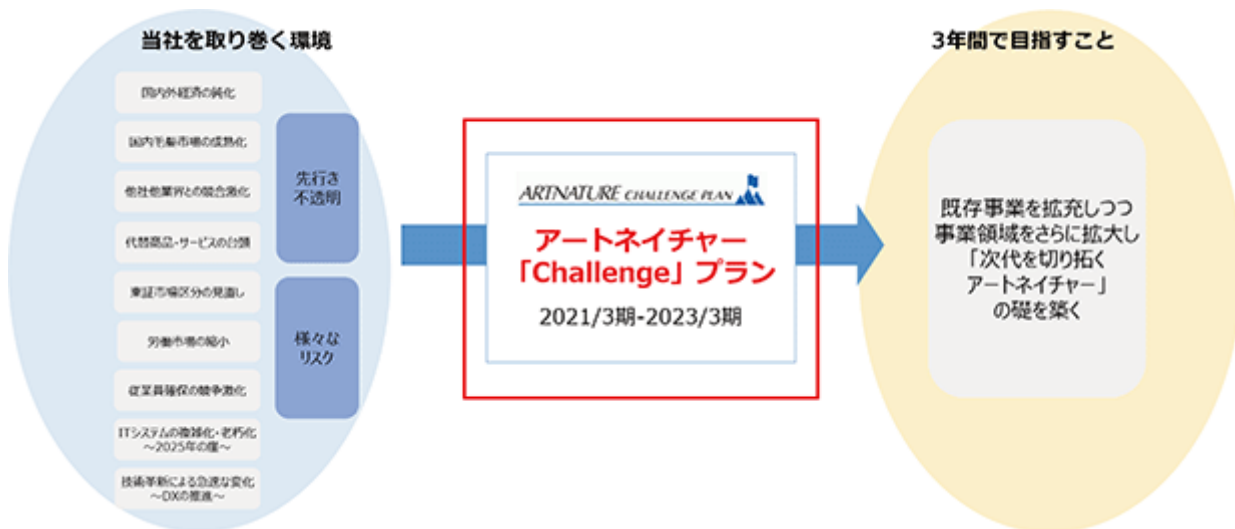 当社を取り巻く環境
国内外経済の鈍化
国内毛髪市場の成熟化
他社他業界との競合激化
代替商品・サービスの台頭
東証市場区分の見直し
労働市場の縮小
従業員確保の競争激化
ITシステムの複雑化・老朽化
～2025年の崖～
技術革新による急速な変化
～DXの推進～
先行き
不透明
様々な
リスク
ARTNATURE CHALLENGE PLAN
アートネイチャー
「Challenge」プラン
2021/3期-2023/3期
3年間で目指すこと
既存事業を拡充しつつ
事業領域をさらに拡大し
「次代を切り拓く
アートネイチャー」
の礎を築く